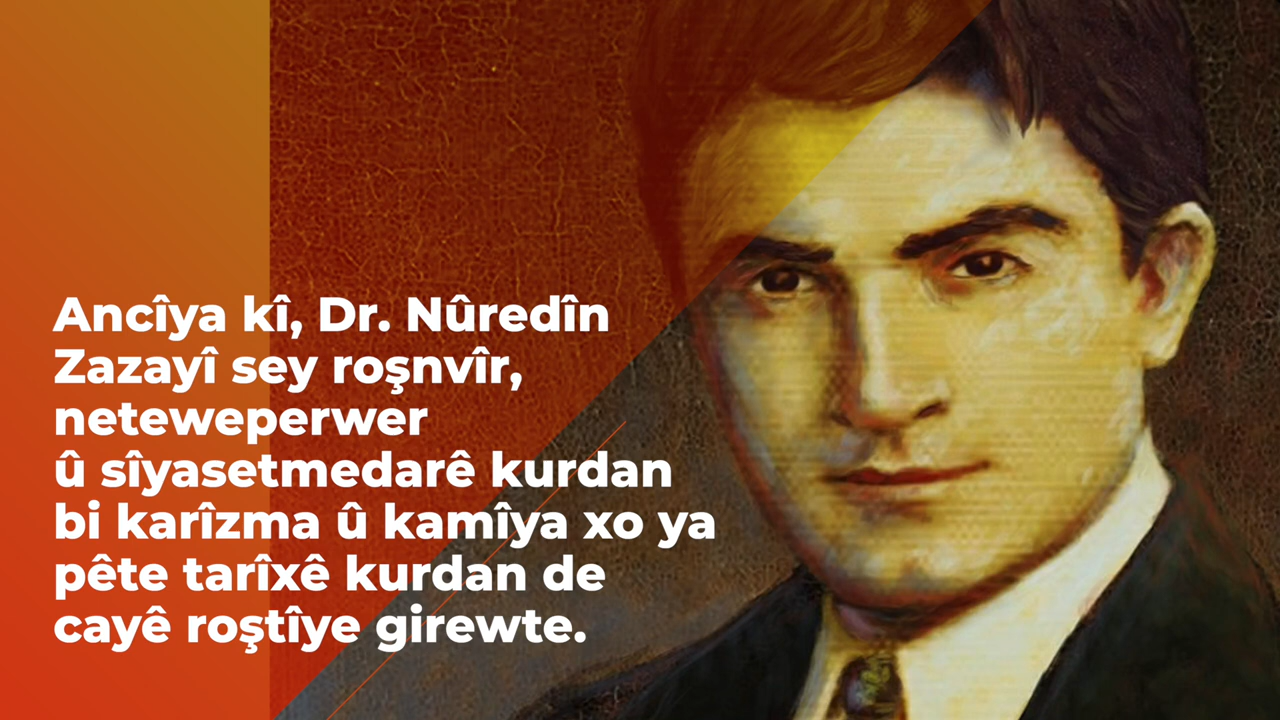 Ancîya kî, Dr. Nûredîn
Zazayî sey roşnvîr,
neteweperwer
û sîyasetmedarê kurdan
bi karîzma û kamîya xo ya
pête tarîxê kurdan de
cayê roştîye girewte.